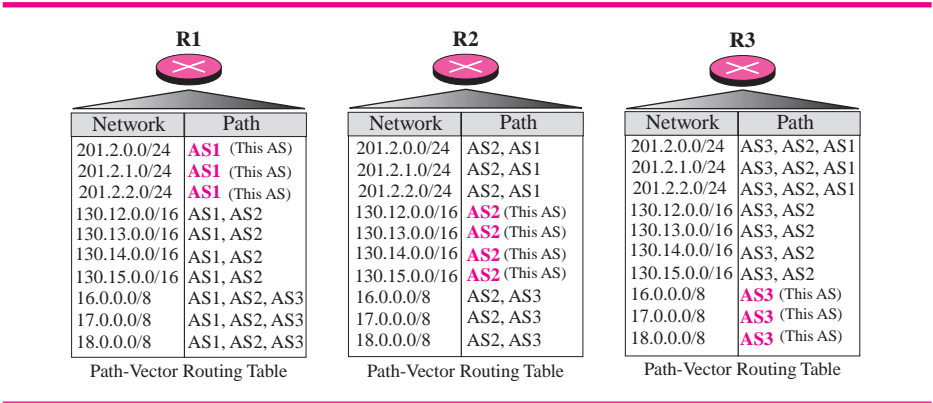 R1
Network Path
201.2.0.0/24 AS1 (This AS)
201.2.1.0/24 AS1 (This AS)
201.2.2.0/24 AS1 (This AS)
130.12.0.0/16 AS1, AS2
130.13.0.0/16 AS1, AS2
130.14.0.0/16 AS1, AS2
130.15.0.0/16 AS1, AS2
16.0.0.0/8 AS1, AS2, AS3
17.0.0.0/8 AS1, AS2, AS3
18.0.0.0/8 AS1, AS2, AS3
Path-Vector Routing Table
R2
Network Path
201.2.0.0/24 AS2, AS1
201.2.1.0/24 AS2, AS1
201.2.2.0/24 AS2, AS1
130.12.0.0/16 AS2 (This AS)
130.13.0.0/16 AS2 (This AS)
130.14.0.0/16 AS2 (This AS)
130.15.0.0/16 AS2 (This AS)
16.0.0.0/8 AS2, AS3
17.0.0.0/8 AS2, AS3
18.0.0.0/8 AS2, AS3
Path-Vector Routing Table
R3
Network Path
201.2.0.0/24 AS3, AS2, AS1
201.2.1.0/24 AS3, AS2, AS1
201.2.2.0/24 AS3, AS2, AS1
130.12.0.0/16 AS3, AS2
130.13.0.0/16 AS3, AS2
130.14.0.0/16 AS3, AS2
130.15.0.0/16 AS3, AS2
16.0.0.0/8 AS3 (This AS)
17.0.0.0/8 AS3 (This AS)
18.0.0.0/8 AS3 (This AS)
Path-Vector Routing Table